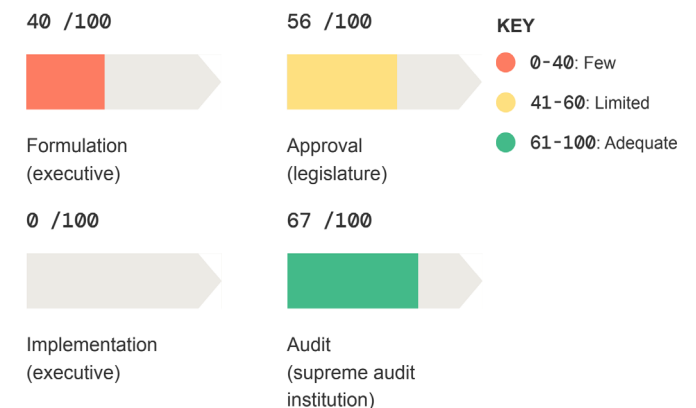 40 /100
Formulation
(executive)
56 /100
Approval
(legislature)
0 /100
Implementation
(executive)
67 /100
Audit
(supreme audit
institution)
KEY
0-40: Few
41-60: Limited
61-100: Adequate